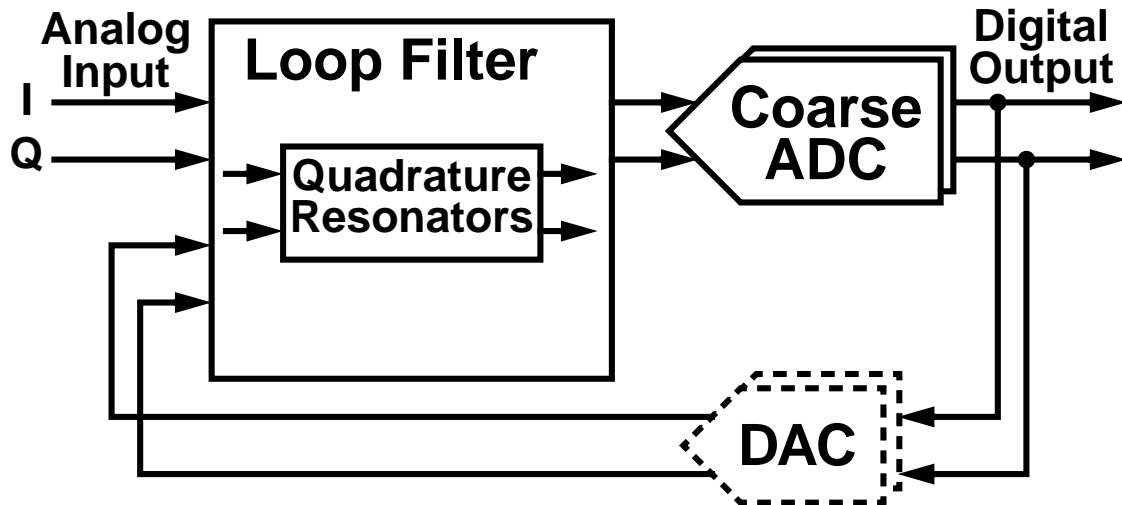 Analog
Input
I
Q
Loop Filter
Quadrature
Resonators
Coarse
ADC
Digital
Output
DAC